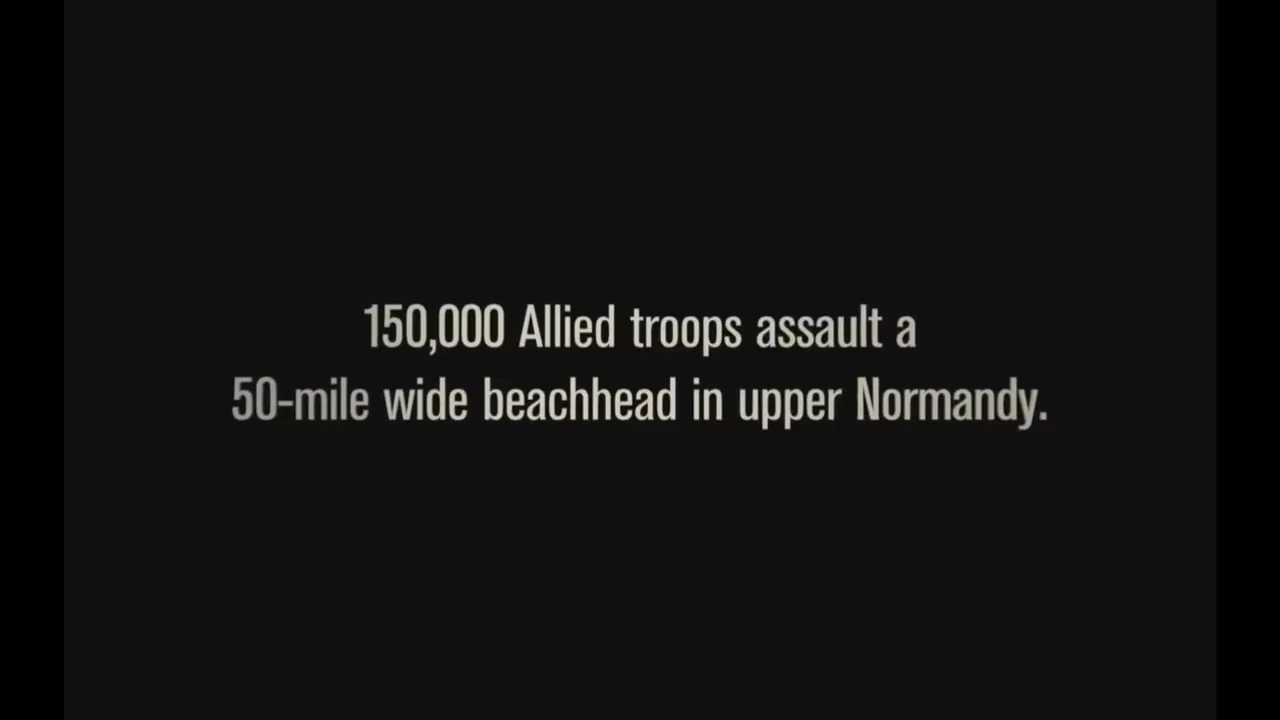 150,000 Allied troops assault a
50-mile wide beachhead in upper Normandy.